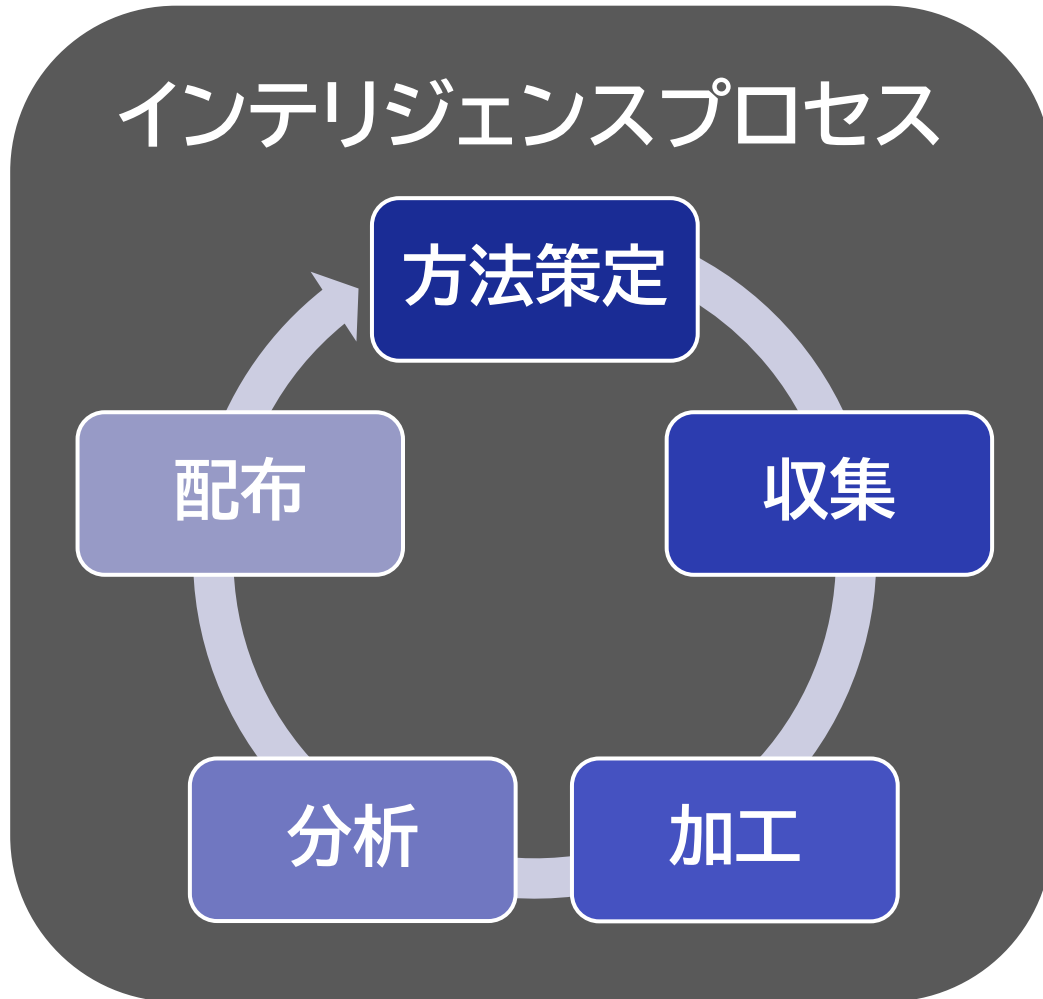 インテリジェンスプロセス
方法策定
収集
加工
分析
配布